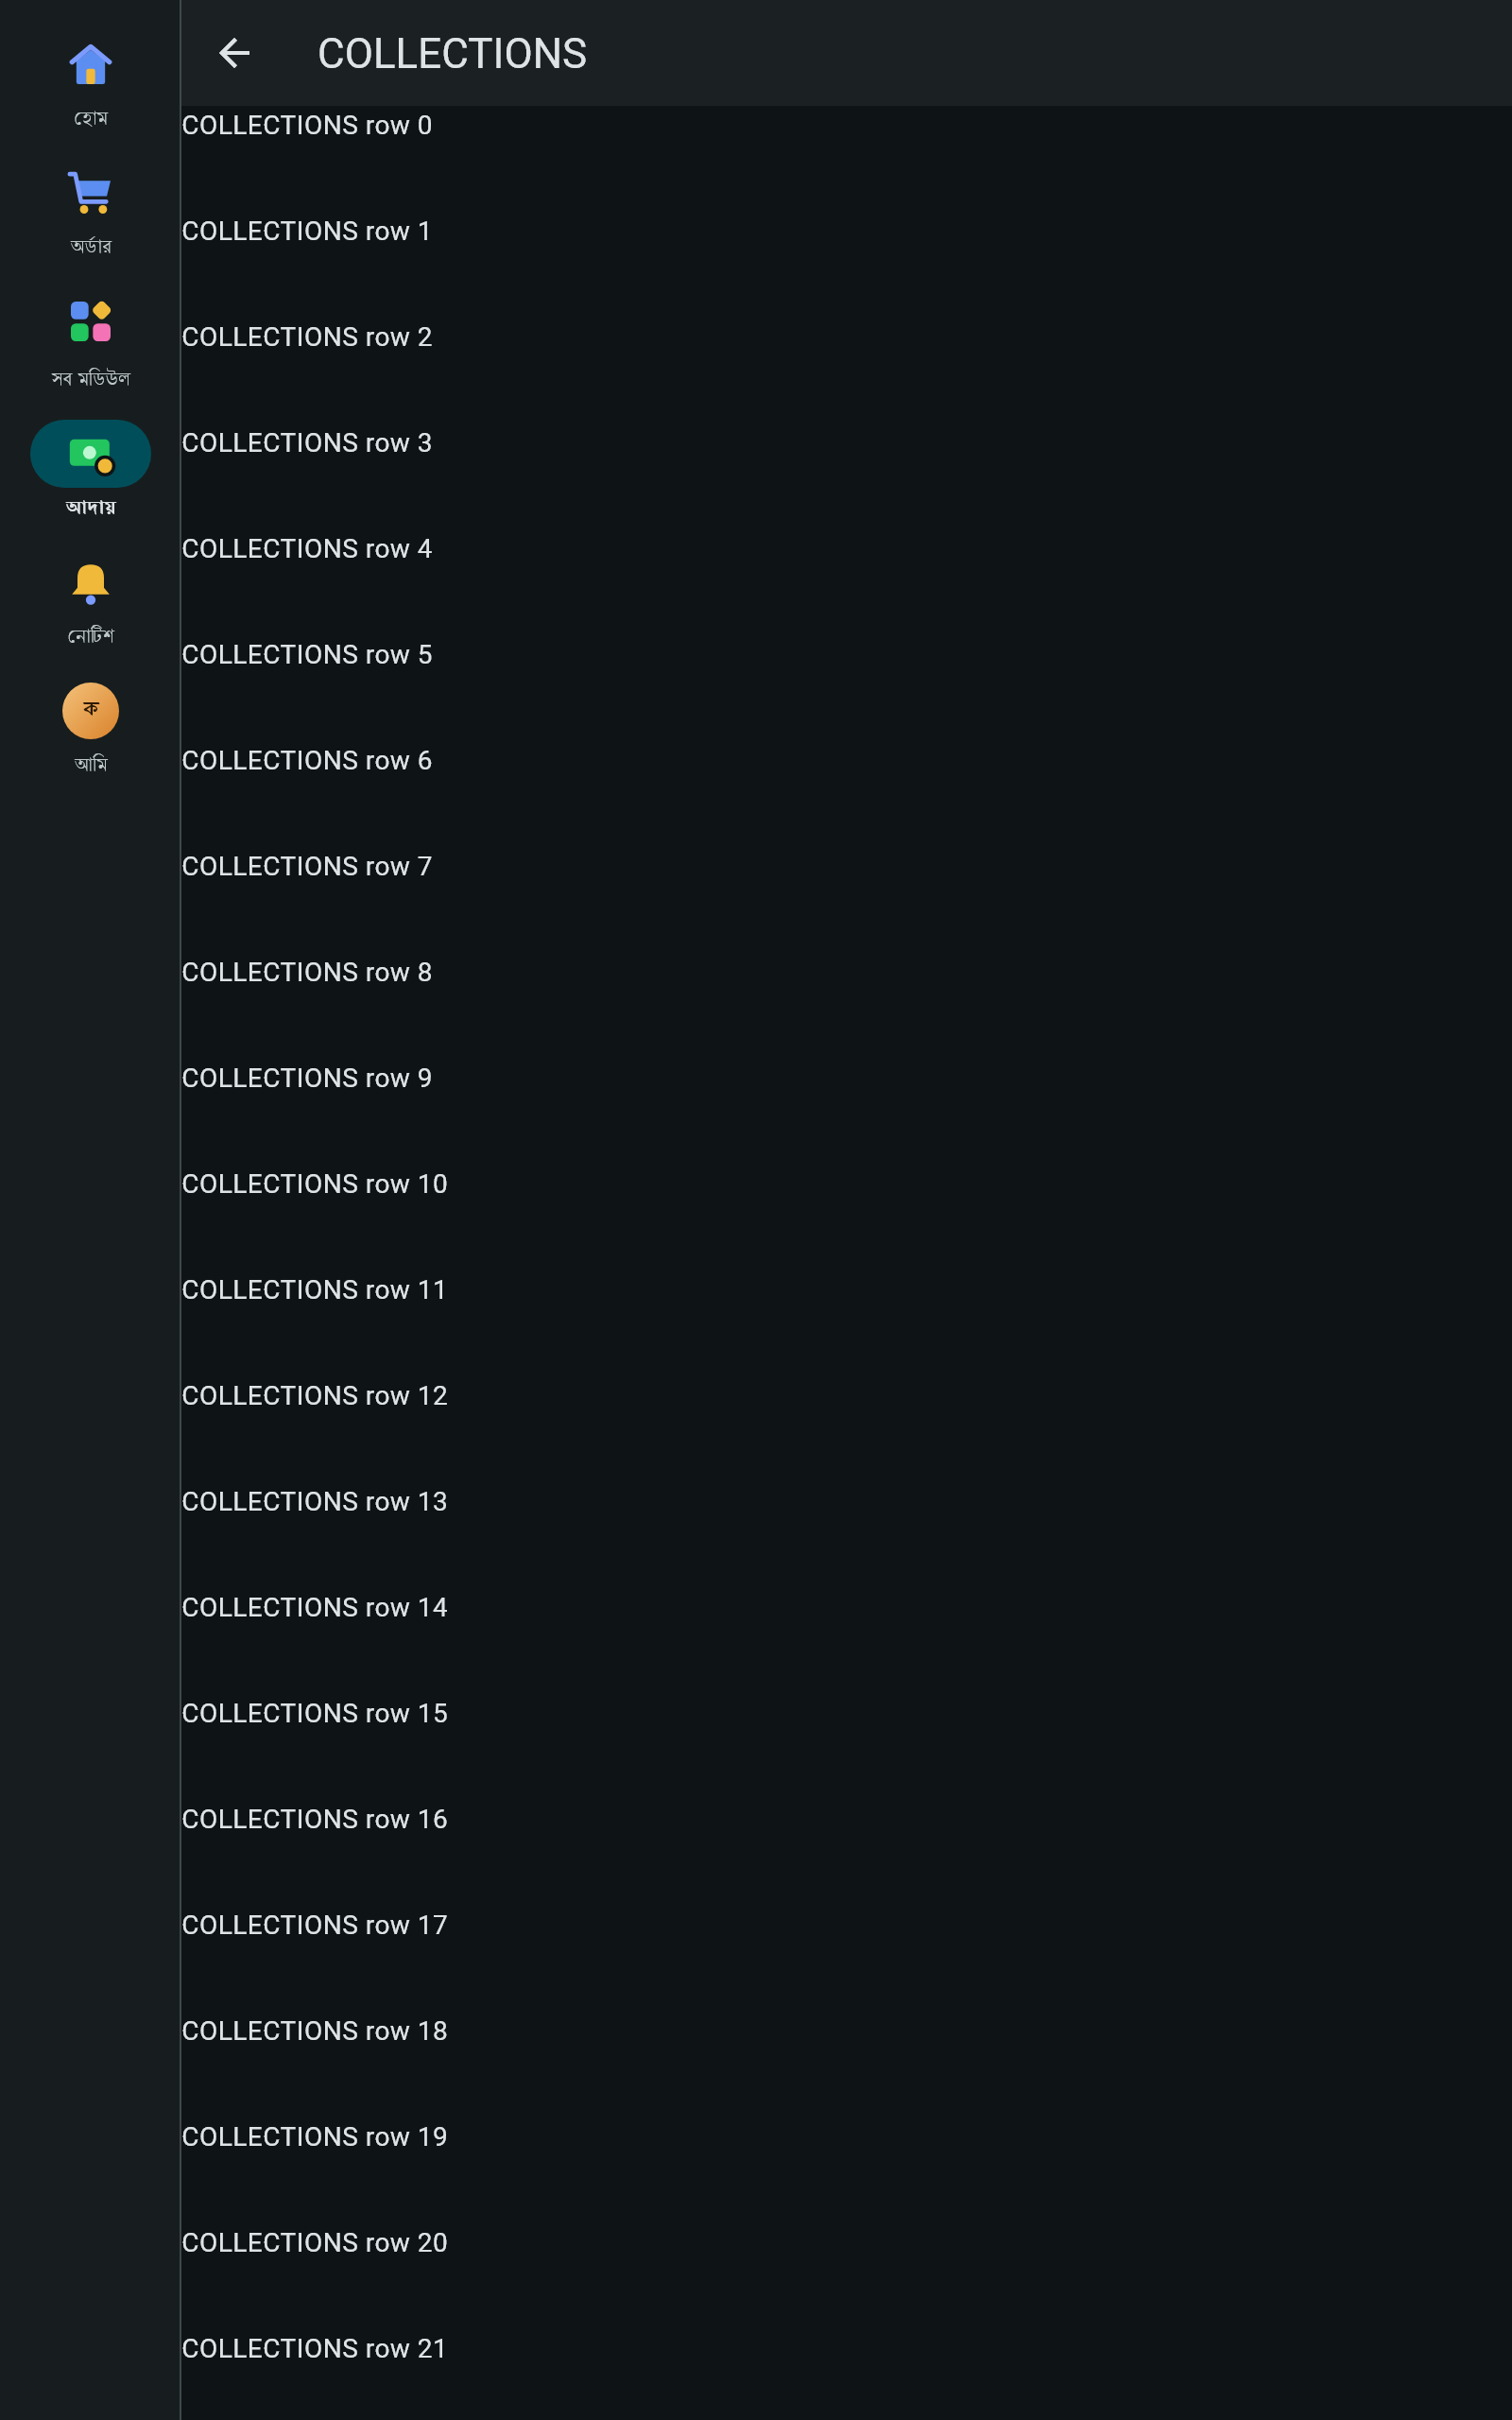 হোম
অর্ডার
সব মডিউল
আদায়
নোটিশ
ক
আমি
COLLECTIONS
COLLECTIONS row 0
COLLECTIONS row 1
COLLECTIONS row 2
COLLECTIONS row 3
COLLECTIONS row 4
COLLECTIONS row 5
COLLECTIONS row 6
COLLECTIONS row 7
COLLECTIONS row 8
COLLECTIONS row 9
COLLECTIONS row 10
COLLECTIONS row 11
COLLECTIONS row 12
COLLECTIONS row 13
COLLECTIONS row 14
COLLECTIONS row 15
COLLECTIONS row 16
COLLECTIONS row 17
COLLECTIONS row 18
COLLECTIONS row 19
COLLECTIONS row 20
COLLECTIONS row 21